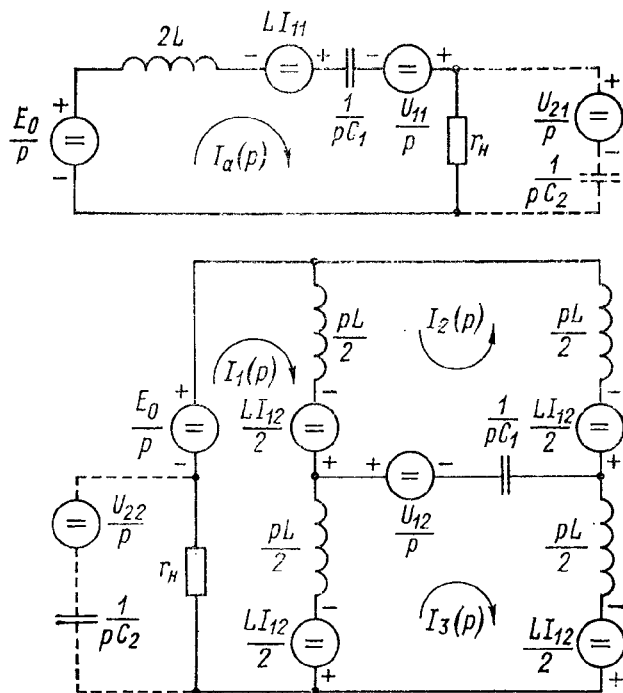 2L
LI₁₁
E₀/p
1/pC₁
U₁₁/p
Iₐ(p)
rн
U₂₁/p
1/pC₂
pL/2
I₂(p)
pL/2
I₁(p)
E₀/p
LI₁₂/2
1/pC₁
LI₁₂/2
U₂₂/p
U₁₂/p
pL/2
pL/2
rн
1/pC₂
I₃(p)
LI₁₂/2
LI₁₂/2